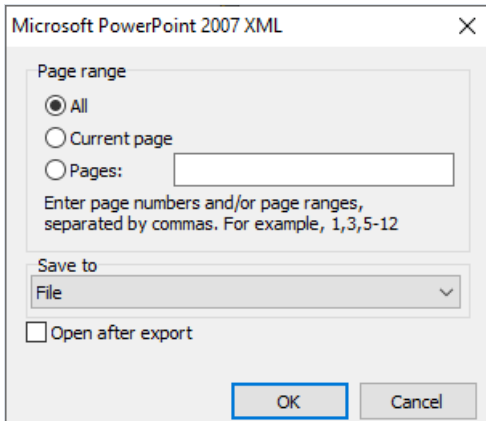 Microsoft PowerPoint 2007 XML
Page range
All
Current page
Pages:
Enter page numbers and/or page ranges,
separated by commas. For example, 1,3,5-12
Save to
File
Open after export
OK Cancel